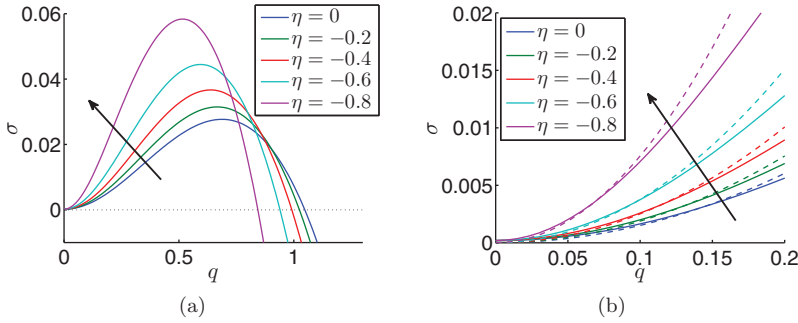 0.06
0.04
σ
0.02
0
0
0.5
1
q
η = 0
η = −0.2
η = −0.4
η = −0.6
η = −0.8
(a)
0.02
0.015
σ
0.01
0.005
0
0
0.05
0.1
0.15
0.2
q
η = 0
η = −0.2
η = −0.4
η = −0.6
η = −0.8
(b)